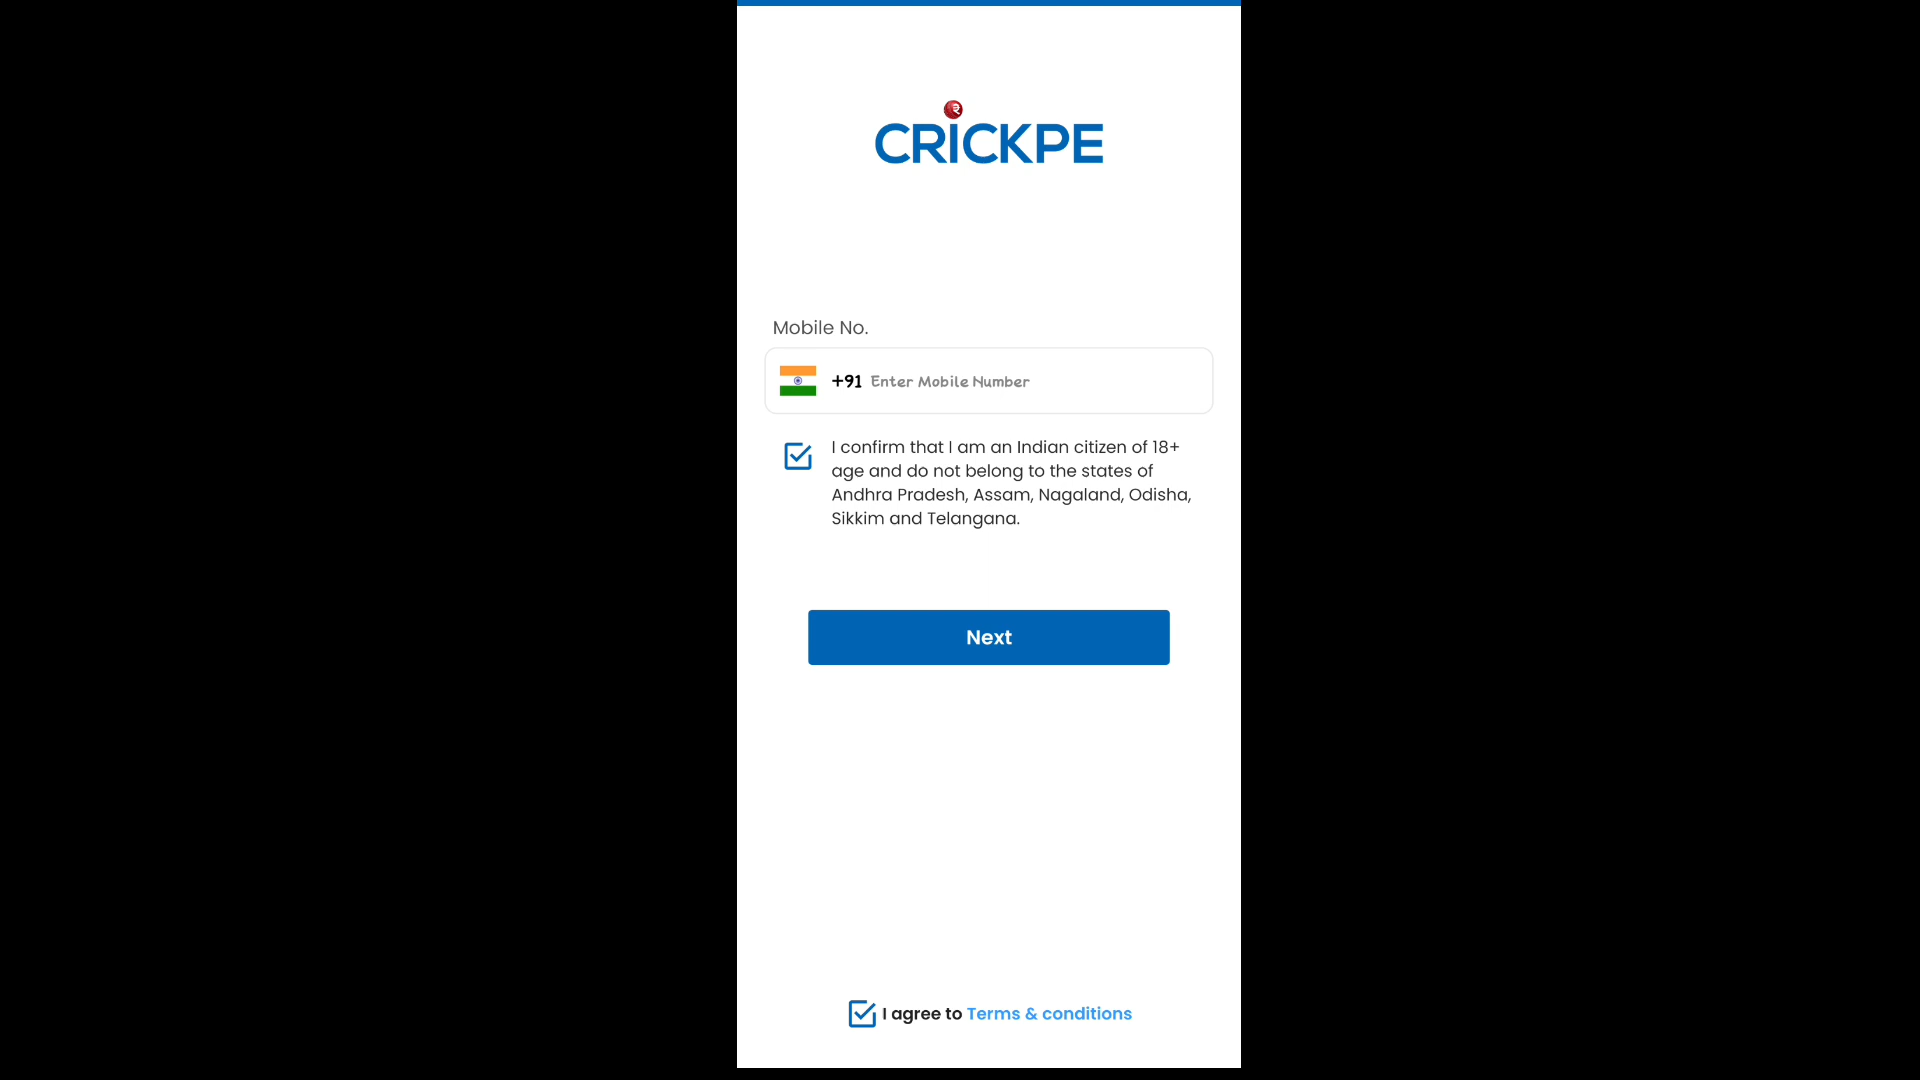 CRICKPE
Mobile No.
+91 Enter Mobile Number
I confirm that I am an Indian citizen of 18+
age and do not belong to the states of
Andhra Pradesh, Assam, Nagaland, Odisha,
Sikkim and Telangana.
Next
I agree to Terms & conditions